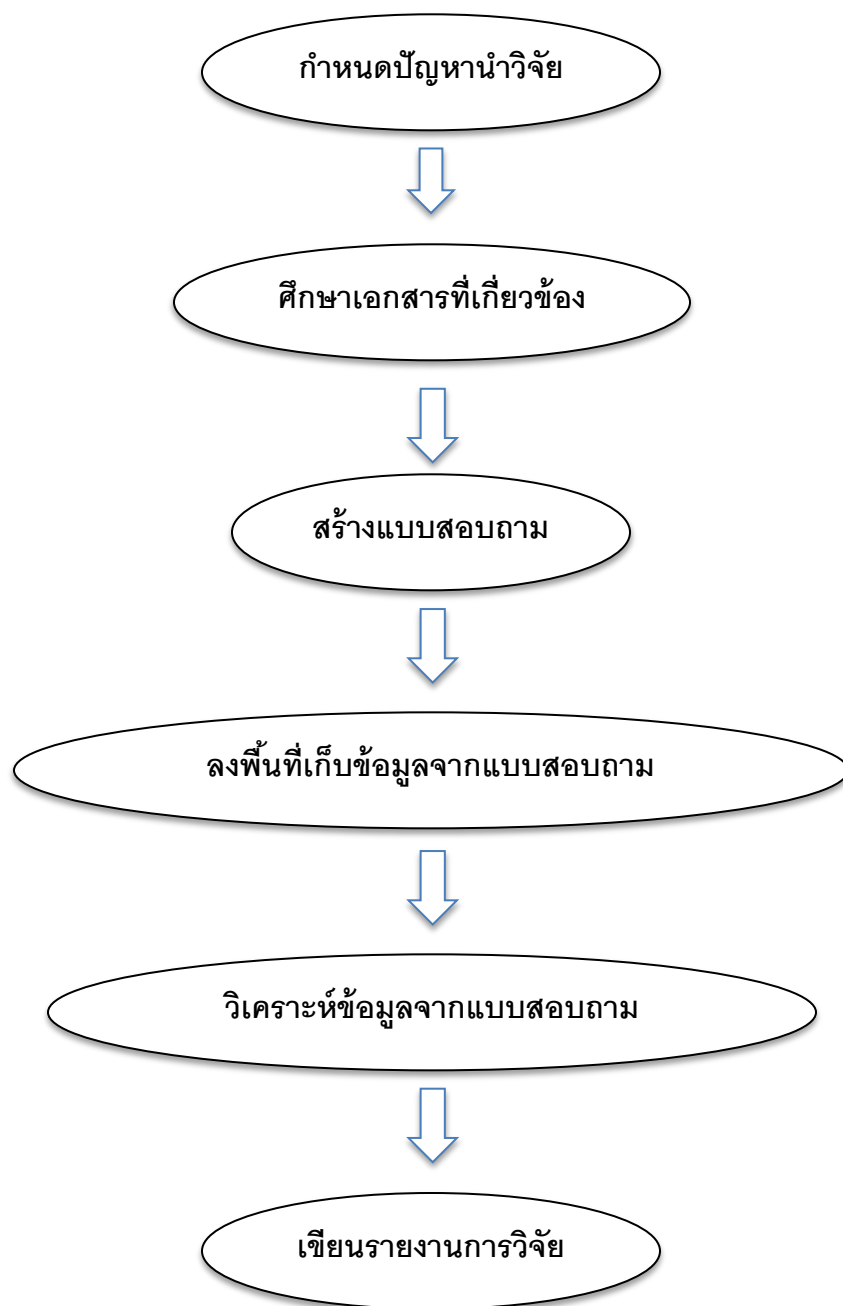 กำหนดปัญหานำวิจัย
ศึกษาเอกสารที่เกี่ยวข้อง
สร้างแบบสอบถาม
ลงพื้นที่เก็บข้อมูลจากแบบสอบถาม
วิเคราะห์ข้อมูลจากแบบสอบถาม
เขียนรายงานการวิจัย